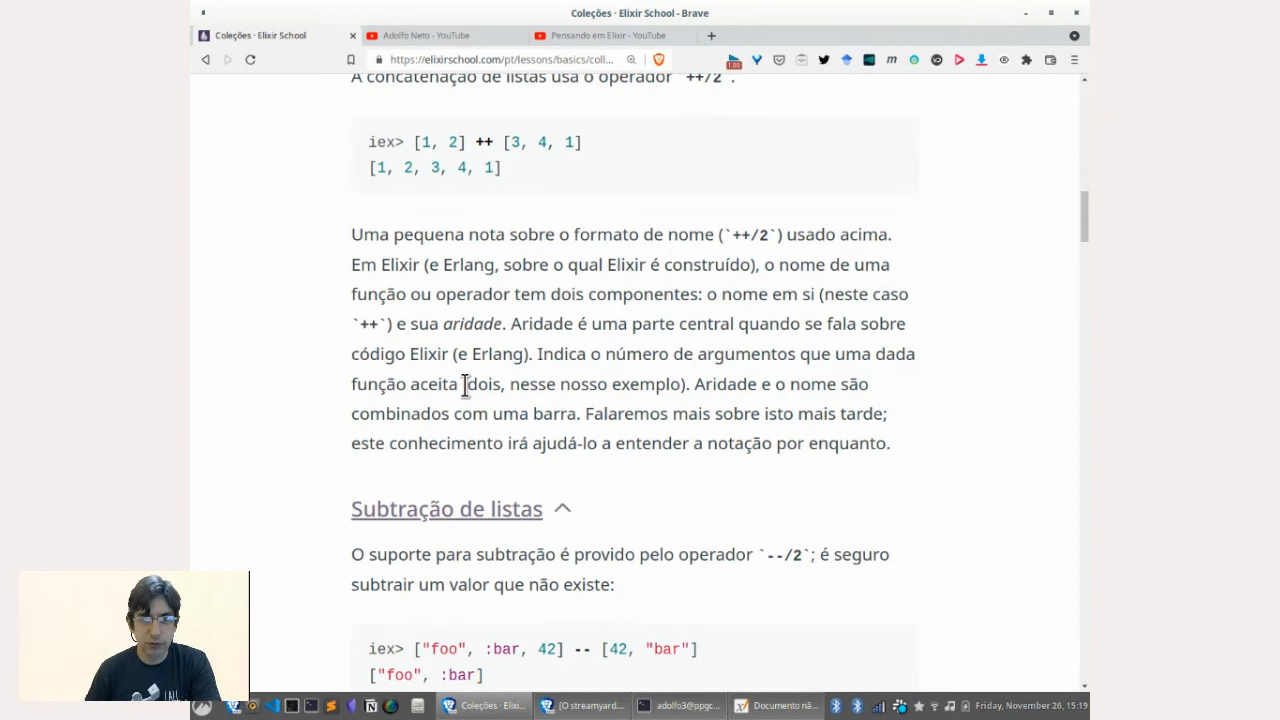 Coleções · Elixir School - Brave
Coleções · Elixir School
Adolfo Neto - YouTube
Pensando em Elixir - YouTube
https://elixirschool.com/pt/lessons/basics/coll...
1.00
A concatenação de listas usa o operador `++/2`.
iex> [1, 2] ++ [3, 4, 1]
[1, 2, 3, 4, 1]
Uma pequena nota sobre o formato de nome (`++/2`) usado acima.
Em Elixir (e Erlang, sobre o qual Elixir é construído), o nome de uma
função ou operador tem dois componentes: o nome em si (neste caso
`++`) e sua aridade. Aridade é uma parte central quando se fala sobre
código Elixir (e Erlang). Indica o número de argumentos que uma dada
função aceita (dois, nesse nosso exemplo). Aridade e o nome são
combinados com uma barra. Falaremos mais sobre isto mais tarde;
este conhecimento irá ajudá-lo a entender a notação por enquanto.
Subtração de listas
O suporte para subtração é provido pelo operador `--/2`; é seguro
subtrair um valor que não existe:
iex> ["foo", :bar, 42] -- [42, "bar"]
["foo", :bar]
Coleções · Elixi...
[O streamyard...
adolfo3@ppgc...
Documento nã...
Friday, November 26, 15:19